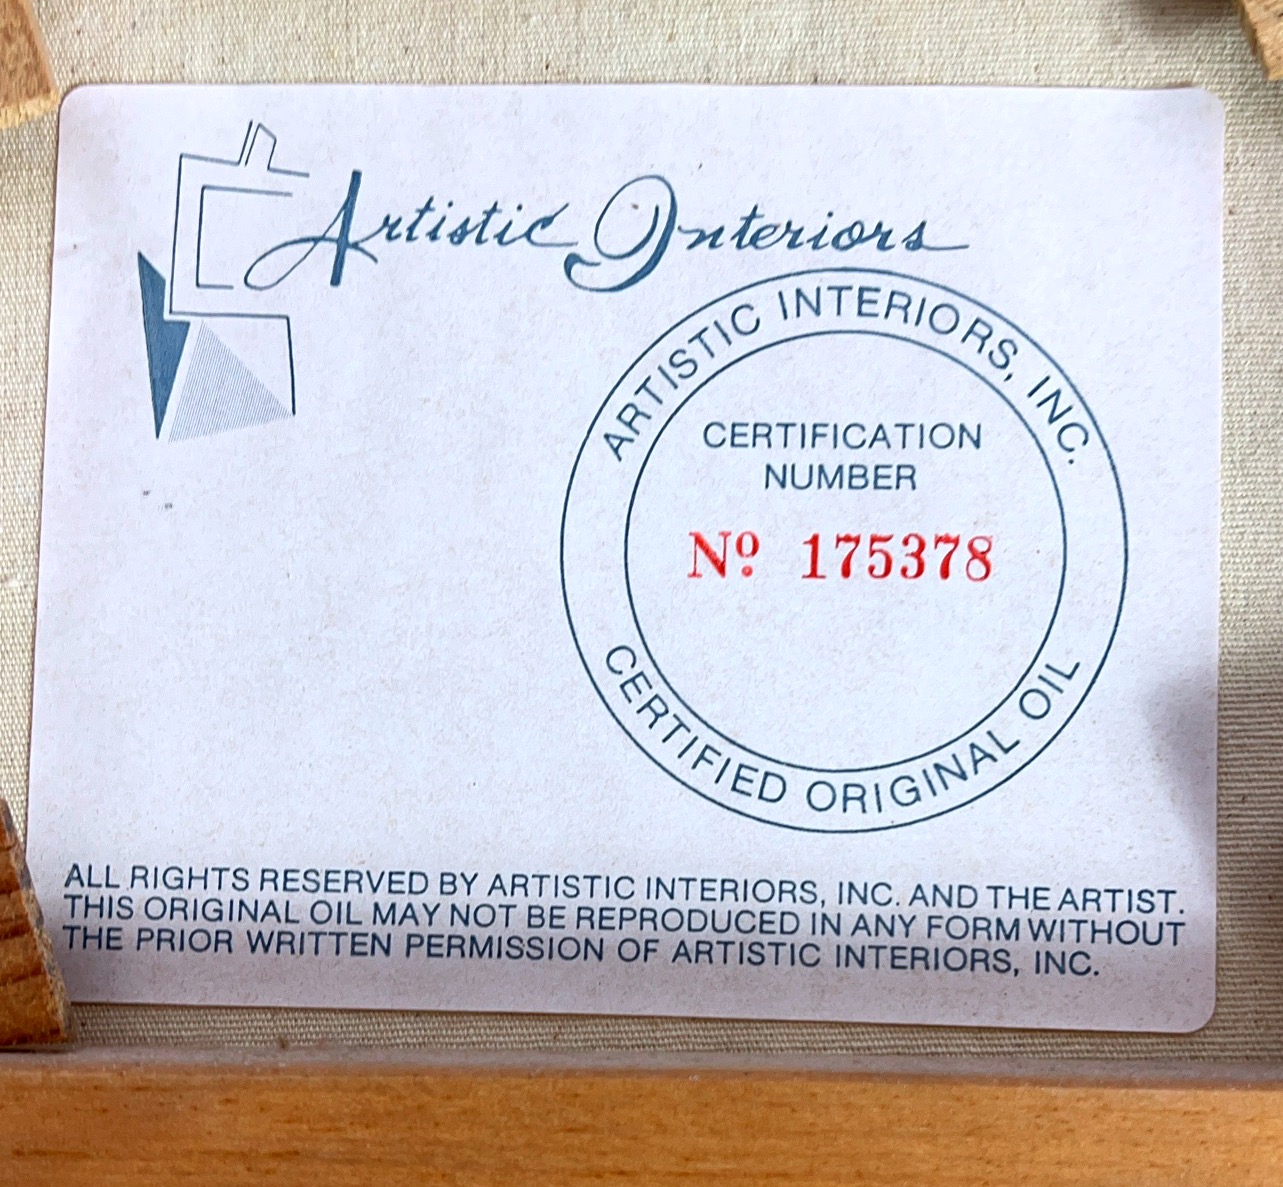 Artistic Interiors
ARTISTIC INTERIORS, INC.
CERTIFICATION
NUMBER
Nº 175378
CERTIFIED ORIGINAL OIL
ALL RIGHTS RESERVED BY ARTISTIC INTERIORS, INC. AND THE ARTIST.
THIS ORIGINAL OIL MAY NOT BE REPRODUCED IN ANY FORM WITHOUT
THE PRIOR WRITTEN PERMISSION OF ARTISTIC INTERIORS, INC.